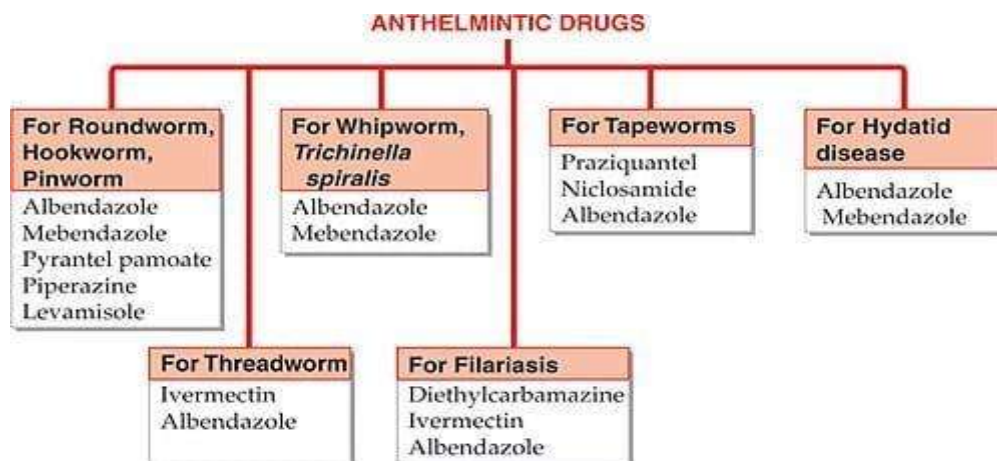 ANTHELMINTIC DRUGS
For Roundworm,
Hookworm,
Pinworm
Albendazole
Mebendazole
Pyrantel pamoate
Piperazine
Levamisole
For Whipworm,
Trichinella
spiralis
Albendazole
Mebendazole
For Tapeworms
Praziquantel
Niclosamide
Albendazole
For Hydatid
disease
Albendazole
Mebendazole
For Threadworm
Ivermectin
Albendazole
For Filariasis
Diethylcarbamazine
Ivermectin
Albendazole